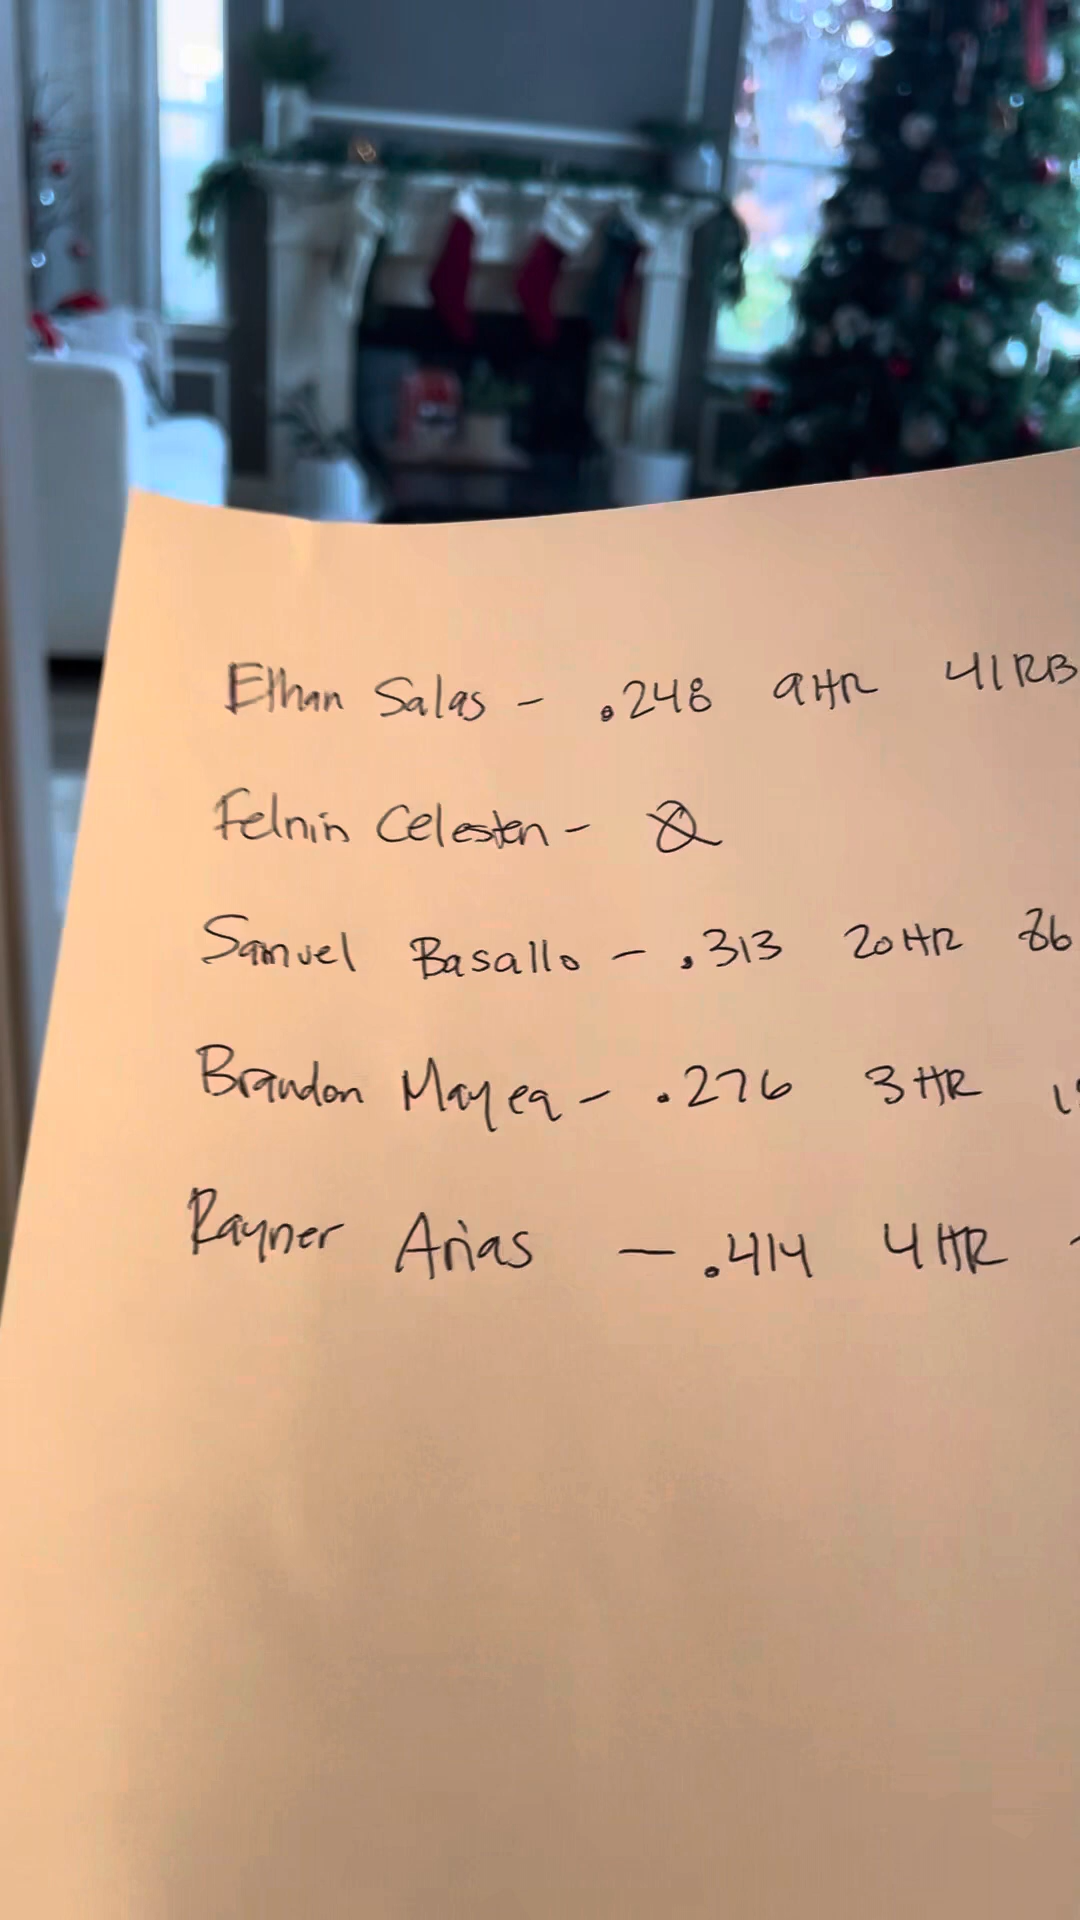 Ethan Salas - .248 9HR 41RB
Felnin Celesten - Ø
Samuel Basallo - .313 20HR 86
Brandon Mayea - .276 3HR
Rayner Arias - .414 4HR